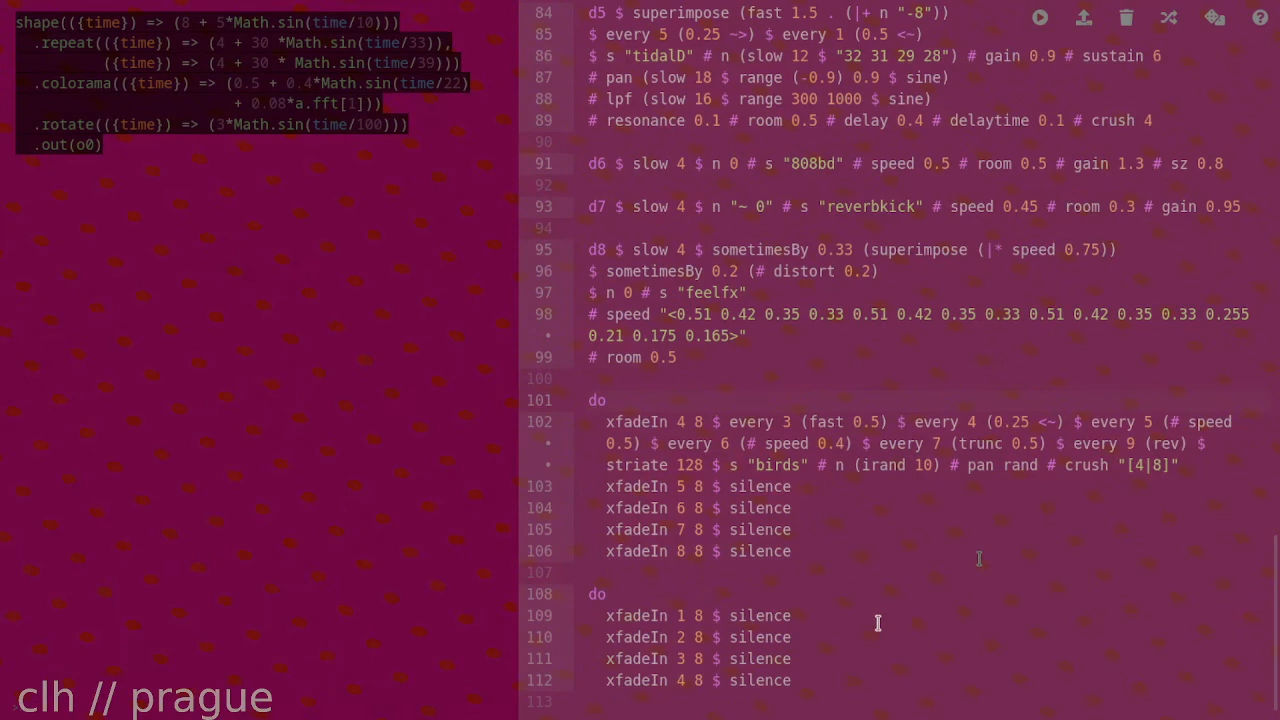 shape(({time}) => (8 + 5*Math.sin(time/10)))
  .repeat(({time}) => (4 + 30 *Math.sin(time/33)),
          ({time}) => (4 + 30 * Math.sin(time/39)))
  .colorama(({time}) => (0.5 + 0.4*Math.sin(time/22)
                         + 0.08*a.fft[1]))
  .rotate(({time}) => (3*Math.sin(time/100)))
  .out(o0)
84 d5 $ superimpose (fast 1.5 . (|+ n "-8"))
85 $ every 5 (0.25 ~>) $ every 1 (0.5 <~)
86 $ s "tidalD" # n (slow 12 $ "32 31 29 28") # gain 0.9 # sustain 6
87 # pan (slow 18 $ range (-0.9) 0.9 $ sine)
88 # lpf (slow 16 $ range 300 1000 $ sine)
89 # resonance 0.1 # room 0.5 # delay 0.4 # delaytime 0.1 # crush 4
90
91 d6 $ slow 4 $ n 0 # s "808bd" # speed 0.5 # room 0.5 # gain 1.3 # sz 0.8
92
93 d7 $ slow 4 $ n "~ 0" # s "reverbkick" # speed 0.45 # room 0.3 # gain 0.95
94
95 d8 $ slow 4 $ sometimesBy 0.33 (superimpose (|* speed 0.75))
96 $ sometimesBy 0.2 (# distort 0.2)
97 $ n 0 # s "feelfx"
98 # speed "<0.51 0.42 0.35 0.33 0.51 0.42 0.35 0.33 0.51 0.42 0.35 0.33 0.255
• 0.21 0.175 0.165>"
99 # room 0.5
100
101 do
102   xfadeIn 4 8 $ every 3 (fast 0.5) $ every 4 (0.25 <~) $ every 5 (# speed
•   0.5) $ every 6 (# speed 0.4) $ every 7 (trunc 0.5) $ every 9 (rev) $
•   striate 128 $ s "birds" # n (irand 10) # pan rand # crush "[4|8]"
103   xfadeIn 5 8 $ silence
104   xfadeIn 6 8 $ silence
105   xfadeIn 7 8 $ silence
106   xfadeIn 8 8 $ silence
107
108 do
109   xfadeIn 1 8 $ silence
110   xfadeIn 2 8 $ silence
111   xfadeIn 3 8 $ silence
112   xfadeIn 4 8 $ silence
113
clh // prague